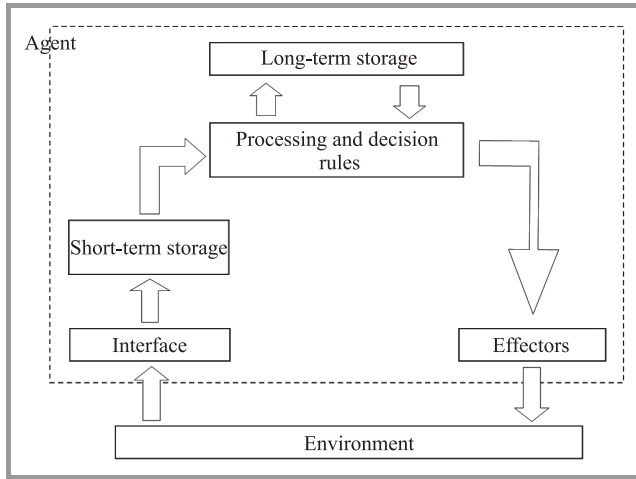 Agent
Long-term storage
Processing and decision
rules
Short-term storage
Interface
Effectors
Environment